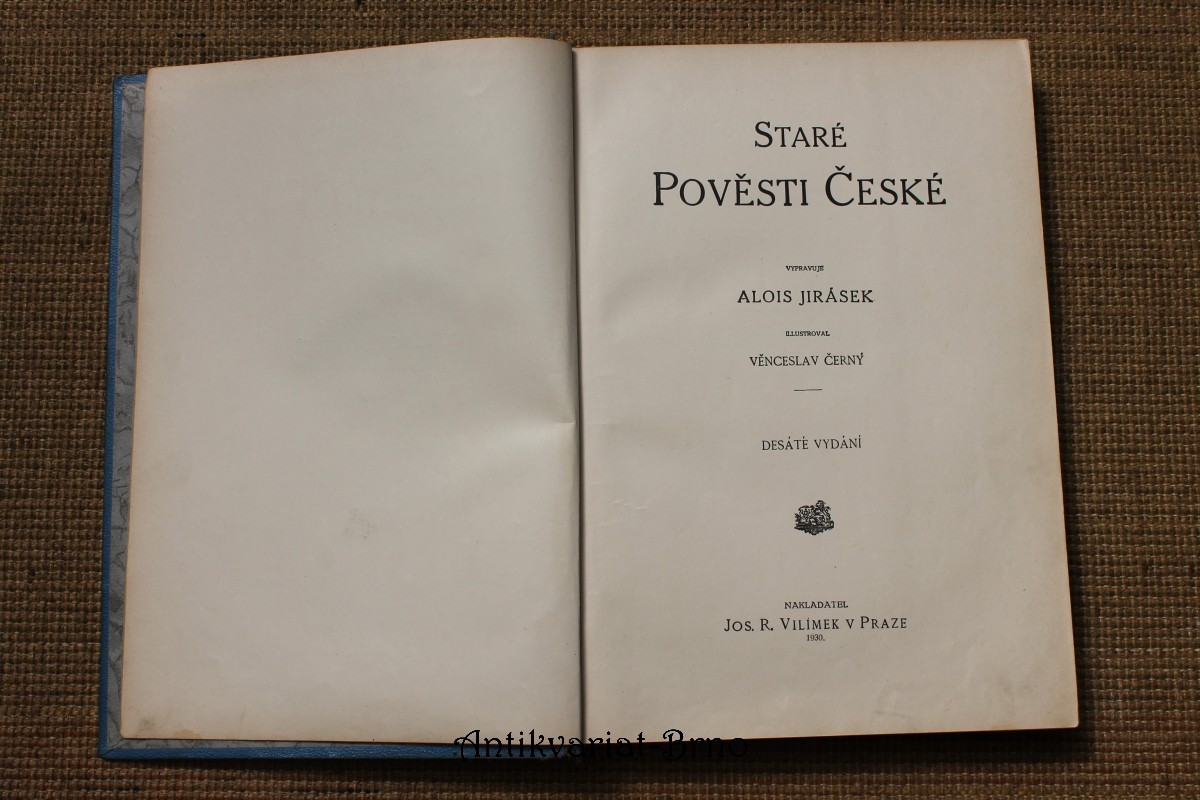 STARÉ
POVĚSTI ČESKÉ
VYPRAVUJE
ALOIS JIRÁSEK
ILLUSTROVAL
VĚNCESLAV ČERNÝ
DESÁTÉ VYDÁNÍ
NAKLADATEL
JOS. R. VILÍMEK V PRAZE
1930.
Antikvariat-Brno